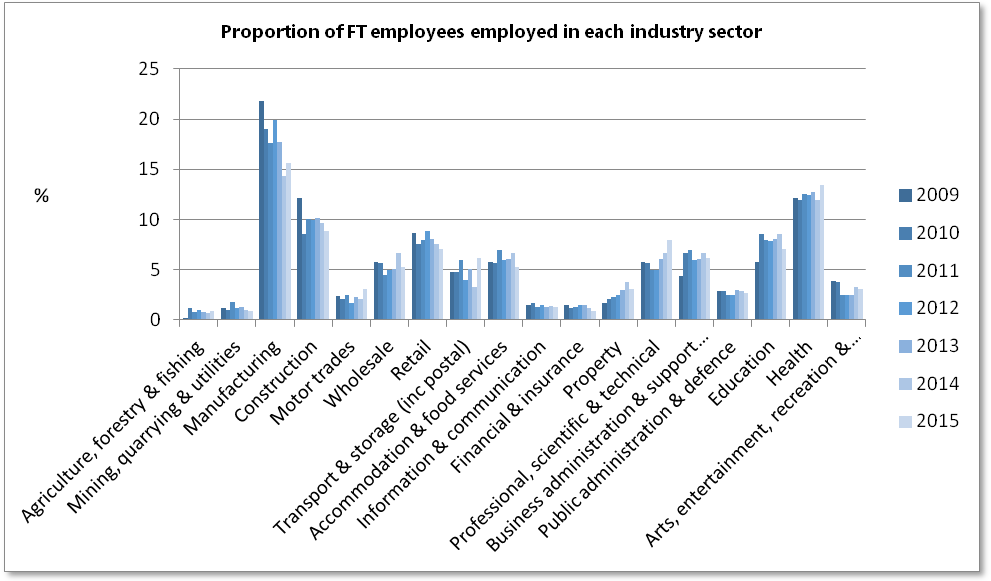 Proportion of FT employees employed in each industry sector
25
20
15
10
5
0
%
Agriculture, forestry & fishing
Mining, quarrying & utilities
Manufacturing
Construction
Motor trades
Wholesale
Retail
Transport & storage (inc postal)
Accommodation & food services
Information & communication
Financial & insurance
Property
Professional, scientific & technical
Business administration & support...
Public administration & defence
Education
Health
Arts, entertainment, recreation &...
2009
2010
2011
2012
2013
2014
2015